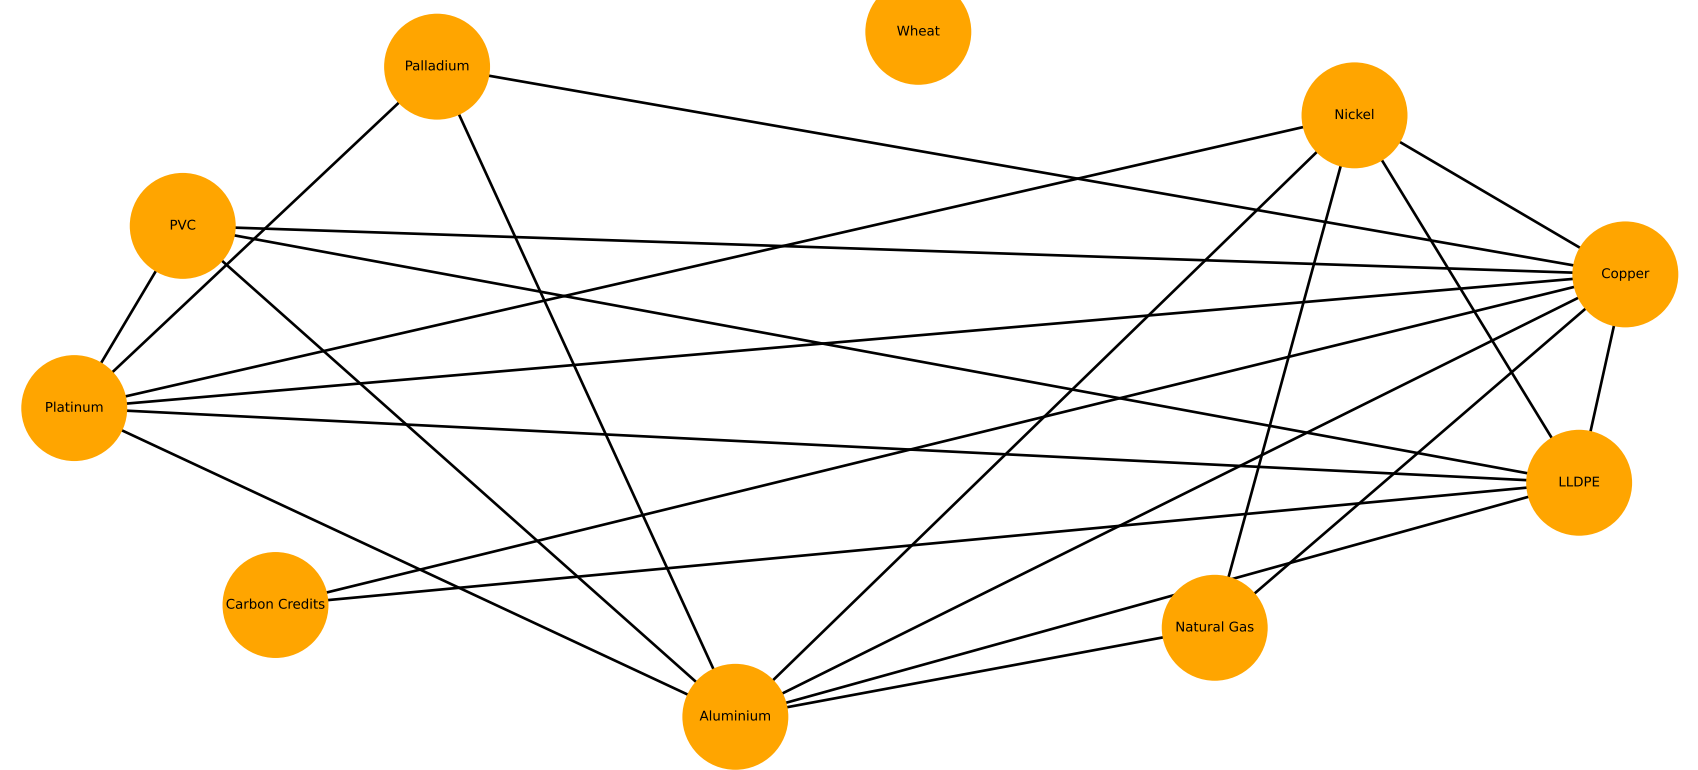 Wheat
Palladium
Nickel
PVC
Copper
Platinum
LLDPE
Carbon Credits
Natural Gas
Aluminium